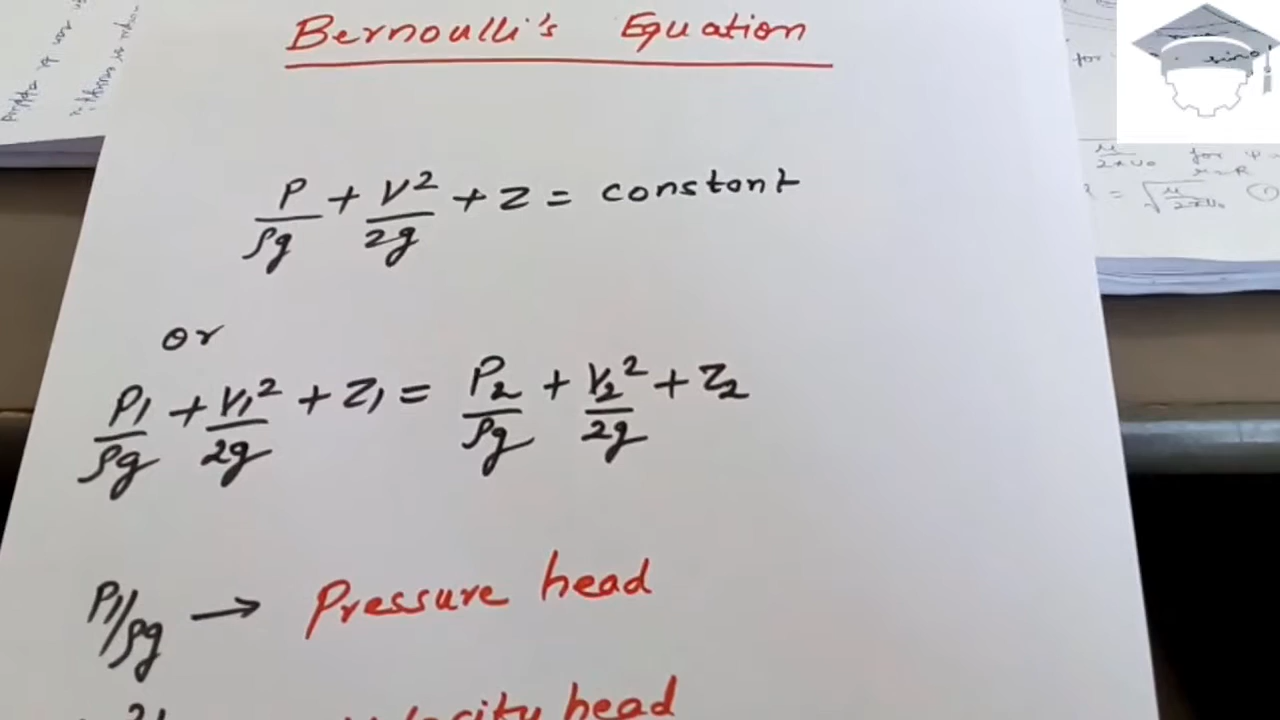 Bernoulli's Equation
P/ρg + V²/2g + Z = constant
or
P₁/ρg + V₁²/2g + Z₁ = P₂/ρg + V₂²/2g + Z₂
P₁/ρg → Pressure head
head
for